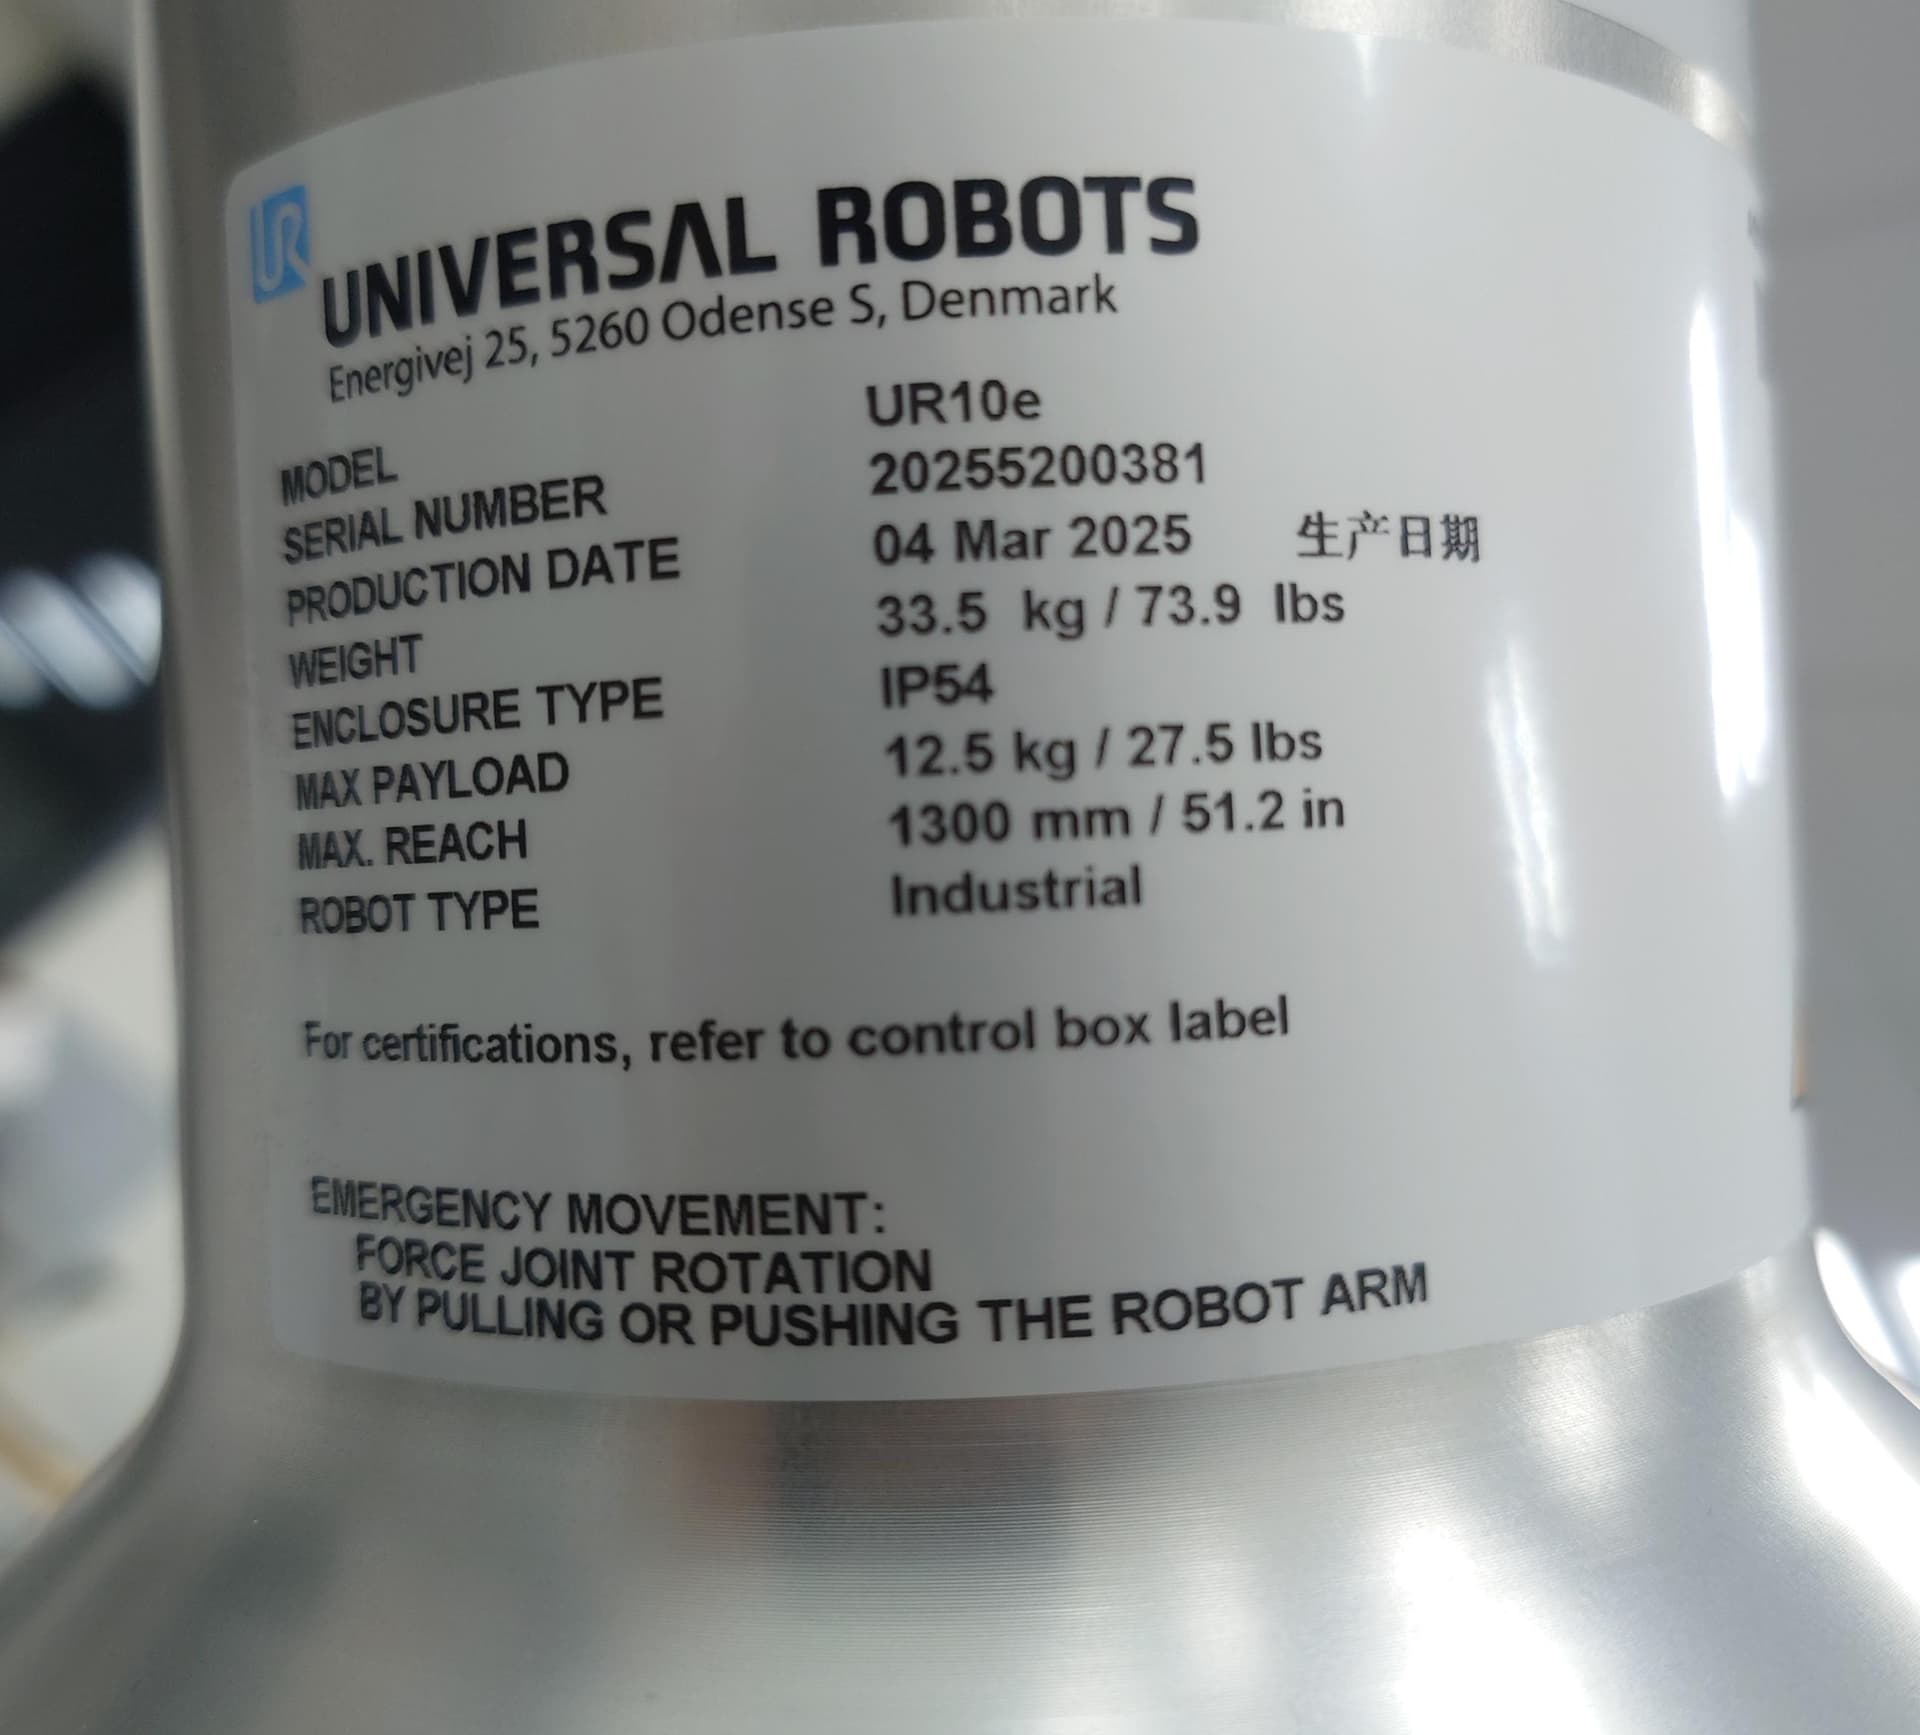 UR
UNIVERSAL ROBOTS
Energivej 25, 5260 Odense S, Denmark
MODEL UR10e
SERIAL NUMBER 20255200381
PRODUCTION DATE 04 Mar 2025 生产日期
WEIGHT 33.5 kg / 73.9 lbs
ENCLOSURE TYPE IP54
MAX PAYLOAD 12.5 kg / 27.5 lbs
MAX. REACH 1300 mm / 51.2 in
ROBOT TYPE Industrial
For certifications, refer to control box label
EMERGENCY MOVEMENT:
FORCE JOINT ROTATION
BY PULLING OR PUSHING THE ROBOT ARM